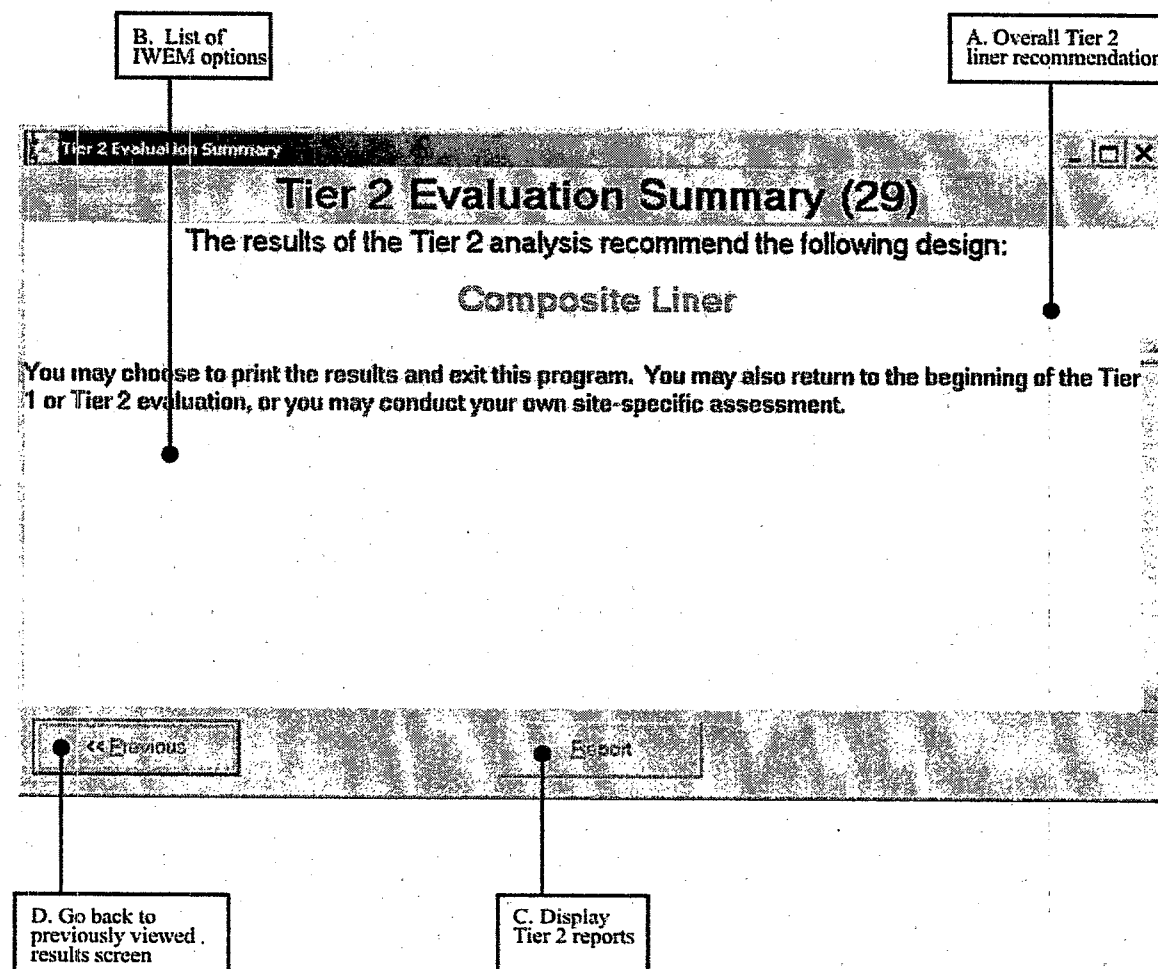 B. List of
IWEM options
A. Overall Tier 2
liner recommendation
Tier 2 Evaluation Summary
Tier 2 Evaluation Summary (29)
The results of the Tier 2 analysis recommend the following design:
Composite Liner
You may choose to print the results and exit this program. You may also return to the beginning of the Tier
1 or Tier 2 evaluation, or you may conduct your own site-specific assessment.
<< Previous
Report
D. Go back to
previously viewed
results screen
C. Display
Tier 2 reports